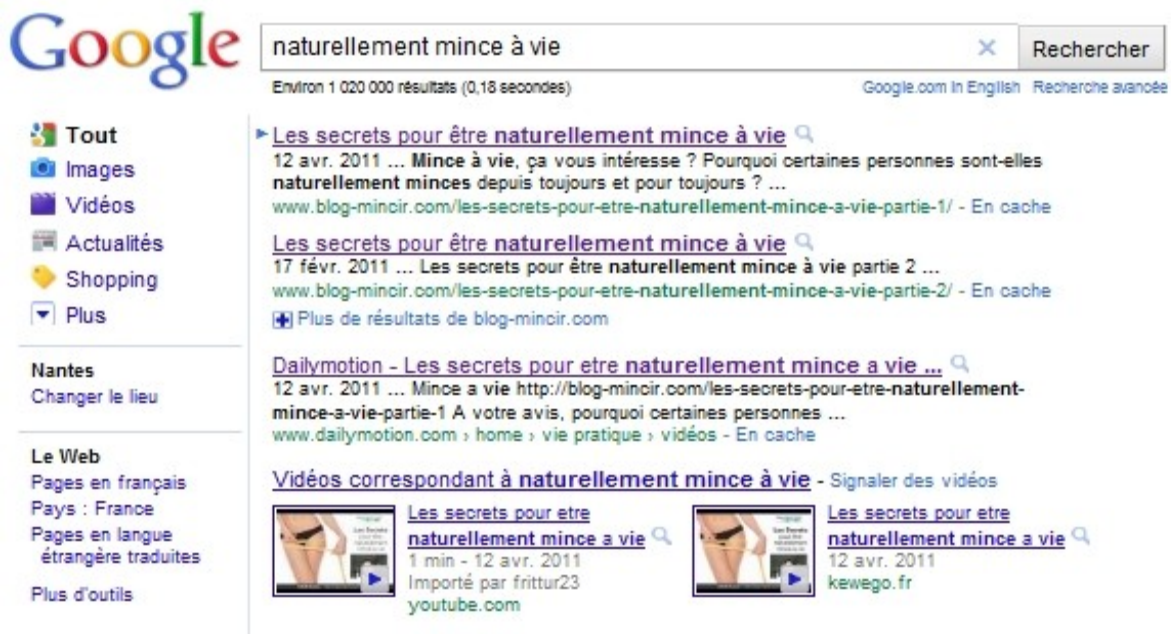 Google
naturellement mince à vie
Rechercher
Environ 1 020 000 résultats (0,18 secondes)
Google.com in English Recherche avancée
Tout
Images
Vidéos
Actualités
Shopping
Plus
Nantes
Changer le lieu
Le Web
Pages en français
Pays : France
Pages en langue
étrangère traduites
Plus d'outils
Les secrets pour être naturellement mince à vie
12 avr. 2011 ... Mince à vie, ça vous intéresse ? Pourquoi certaines personnes sont-elles
naturellement minces depuis toujours et pour toujours ? ...
www.blog-mincir.com/les-secrets-pour-etre-naturellement-mince-a-vie-partie-1/ - En cache
Les secrets pour être naturellement mince à vie
17 févr. 2011 ... Les secrets pour être naturellement mince à vie partie 2 ...
www.blog-mincir.com/les-secrets-pour-etre-naturellement-mince-a-vie-partie-2/ - En cache
Plus de résultats de blog-mincir.com
Dailymotion - Les secrets pour etre naturellement mince a vie ...
12 avr. 2011 ... Mince a vie http://blog-mincir.com/les-secrets-pour-etre-naturellement-
mince-a-vie-partie-1 A votre avis, pourquoi certaines personnes ...
www.dailymotion.com › home › vie pratique › vidéos - En cache
Vidéos correspondant à naturellement mince à vie - Signaler des vidéos
Les secrets pour etre
naturellement mince a vie
1 min - 12 avr. 2011
Importé par frittur23
youtube.com
Les secrets pour etre
naturellement mince a vie
12 avr. 2011
kewego.fr